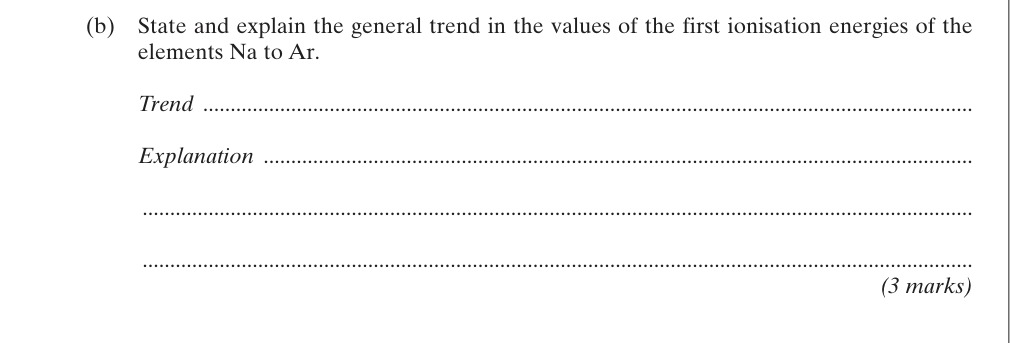 (b) State and explain the general trend in the values of the first ionisation energies of the
elements Na to Ar.
Trend ................................................................................
Explanation ................................................................................
................................................................................
................................................................................
(3 marks)